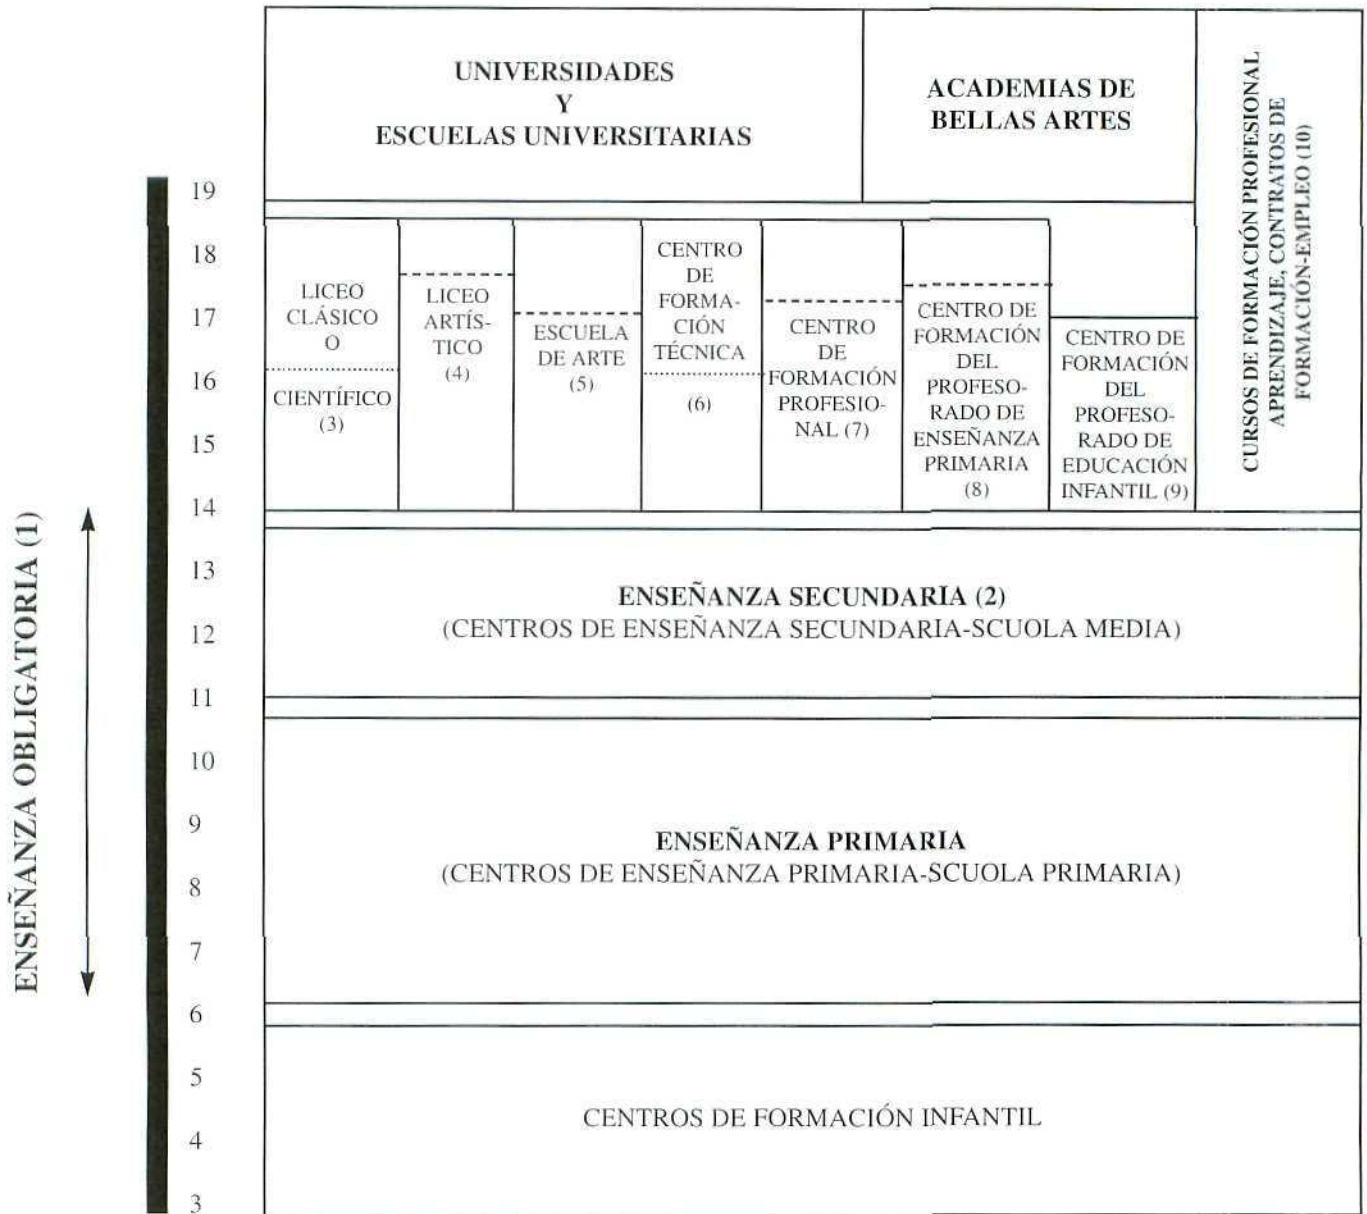 UNIVERSIDADES
Y
ESCUELAS UNIVERSITARIAS
ACADEMIAS DE
BELLAS ARTES
CURSOS DE FORMACIÓN PROFESIONAL
APRENDIZAJE, CONTRATOS DE
FORMACIÓN-EMPLEO (10)
19
18
17
16
15
14
13
12
11
10
9
8
7
6
5
4
3
LICEO
CLÁSICO
O
CIENTÍFICO
(3)
LICEO
ARTÍS-
TICO
(4)
ESCUELA
DE ARTE
(5)
CENTRO
DE
FORMA-
CIÓN
TÉCNICA
(6)
CENTRO
DE
FORMACIÓN
PROFESIO-
NAL (7)
CENTRO DE
FORMACIÓN
DEL
PROFESO-
RADO DE
ENSEÑANZA
PRIMARIA
(8)
CENTRO DE
FORMACIÓN
DEL
PROFESO-
RADO DE
EDUCACIÓN
INFANTIL (9)
ENSEÑANZA OBLIGATORIA (1)
ENSEÑANZA SECUNDARIA (2)
(CENTROS DE ENSEÑANZA SECUNDARIA-SCUOLA MEDIA)
ENSEÑANZA PRIMARIA
(CENTROS DE ENSEÑANZA PRIMARIA-SCUOLA PRIMARIA)
CENTROS DE FORMACIÓN INFANTIL